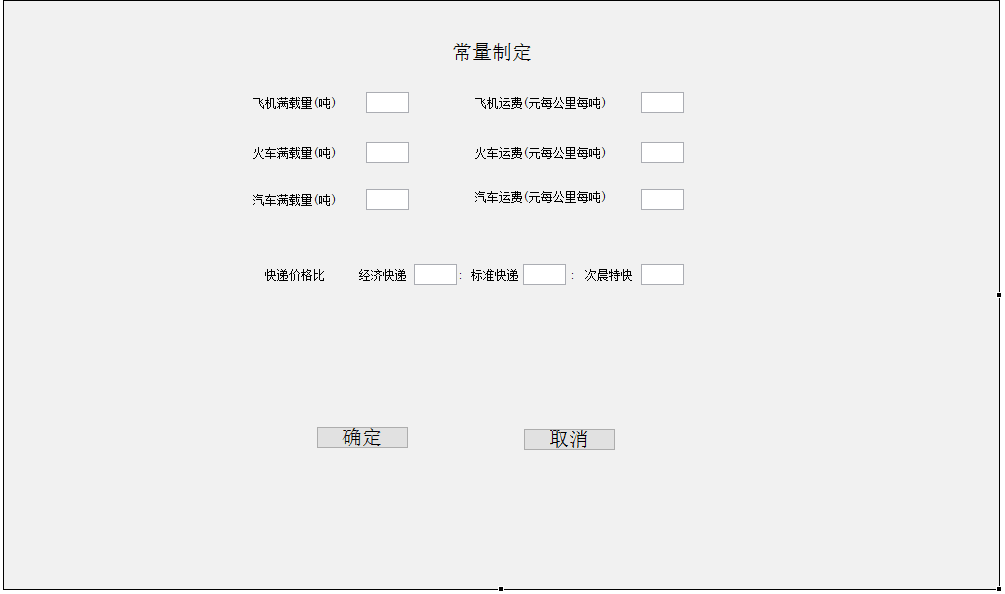 常量制定
飞机满载量(吨) 飞机运费(元每公里每吨)
火车满载量(吨) 火车运费(元每公里每吨)
汽车满载量(吨) 汽车运费(元每公里每吨)
快递价格比 经济快递 : 标准快递 : 次晨特快
确定 取消